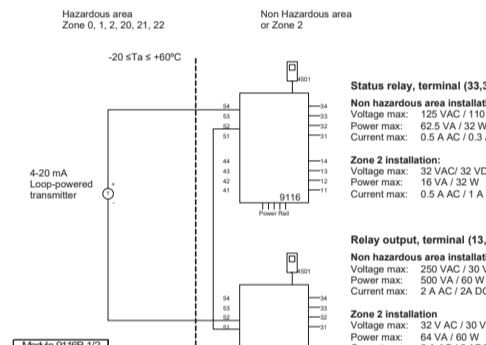 Hazardous area
Zone 0, 1, 2, 20, 21, 22
Non Hazardous area
or Zone 2
-20 ≤Ta ≤ +60ºC
4501
54
53
52
51
34
33
32
31
44
43
42
41
14
13
12
11
9116
Power Rail
4-20 mA
Loop-powered
transmitter
T
+
-
Status relay, terminal (33,3
Non hazardous area installat
Voltage max: 125 VAC / 110
Power max: 62.5 VA / 32 W
Current max: 0.5 A AC / 0.3
Zone 2 installation:
Voltage max: 32 VAC/ 32 VD
Power max: 16 VA / 32 W
Current max: 0.5 A AC / 1 A
4501
54
53
52
51
34
33
32
31
Relay output, terminal (13,
Non hazardous area installat
Voltage max: 250 VAC / 30 V
Power max: 500 VA / 60 W
Current max: 2 A AC / 2A DC
Zone 2 installation
Voltage max: 32 V AC / 30 V
Power max: 64 VA / 60 W